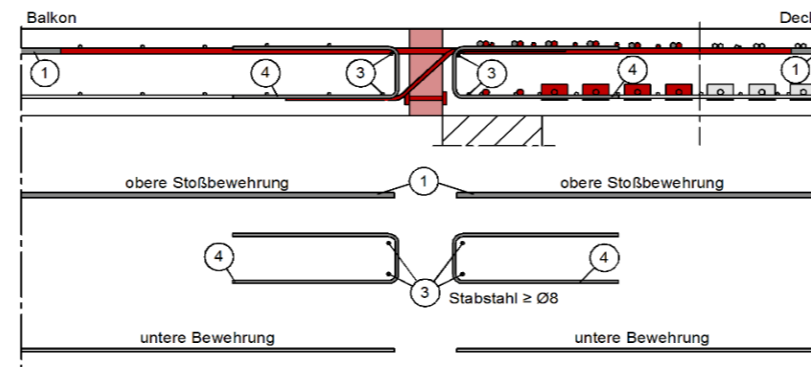 Balkon
Deck
1
4
3
3
4
1
obere Stoßbewehrung
1
obere Stoßbewehrung
4
4
3
Stabstahl ≥ Ø8
untere Bewehrung
untere Bewehrung